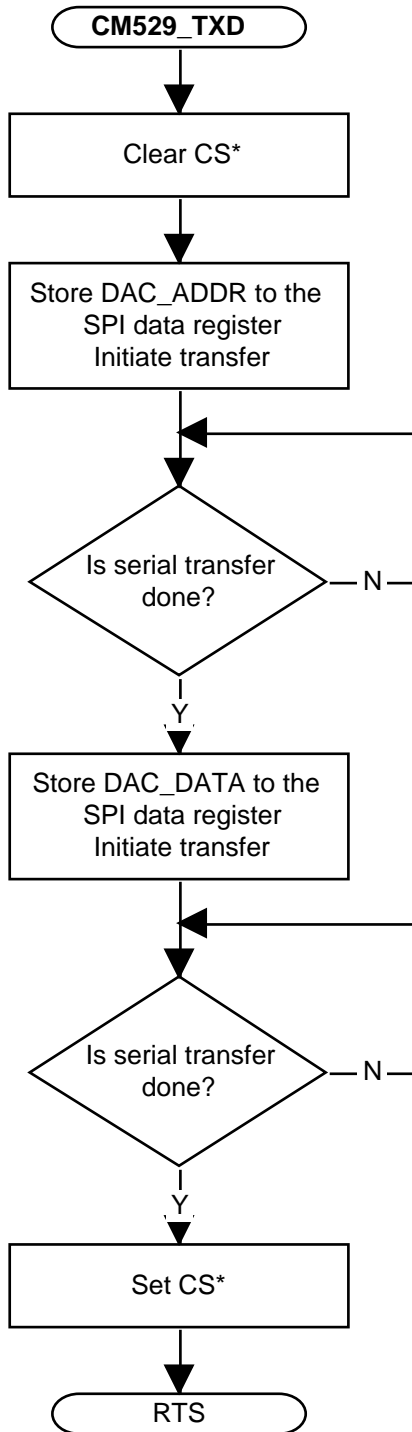 CM529_TXD
Clear CS*
Store DAC_ADDR to the
SPI data register
Initiate transfer
Is serial transfer
done?
N
Y
Store DAC_DATA to the
SPI data register
Initiate transfer
Is serial transfer
done?
N
Y
Set CS*
RTS